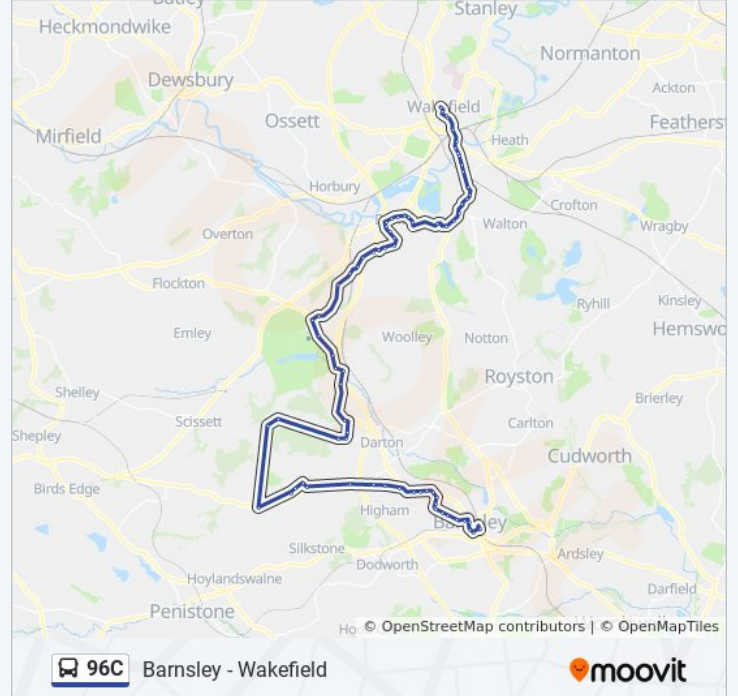 Batley
Stanley
Heckmondwike
Normanton
Dewsbury
Ackton
Wakefield
Ossett
Feathers
Mirfield
Heath
Horbury
Crofton
Walton
Wragby
Overton
Flockton
Ryhill
Kinsley
Emley
Woolley
Notton
Hemswo
Royston
Shelley
Brierley
Scissett
Carlton
Shepley
Darton
Cudworth
Birds Edge
Higham
Barnsley
Silkstone
Ardsley
Dodworth
Hoylandswaine
Darfield
Penistone
Ho
© OpenStreetMap contributors | © OpenMapTiles
96C Barnsley - Wakefield
moovit